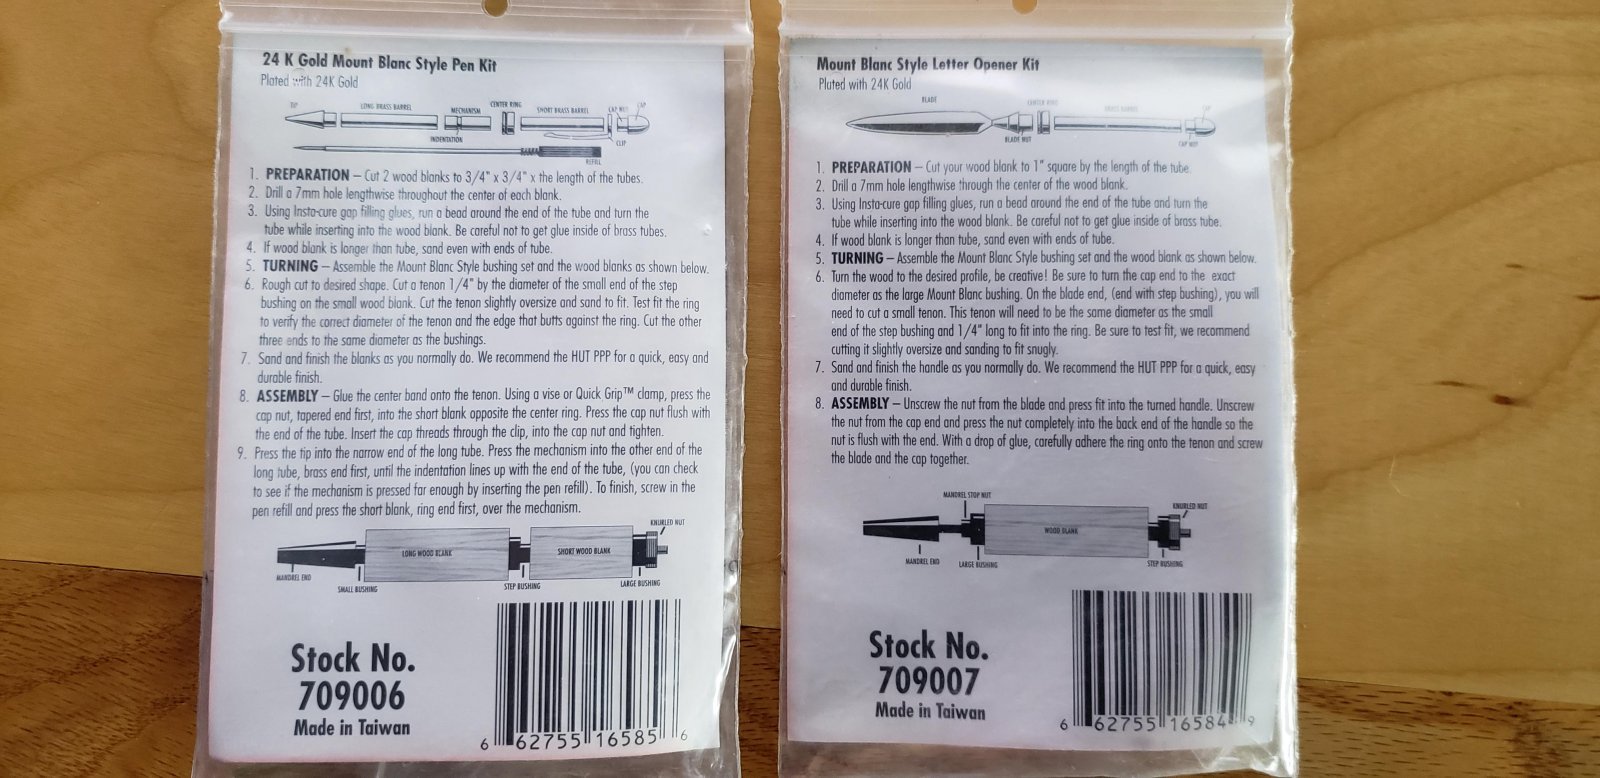 24 K Gold Mount Blanc Style Pen Kit
Plated with 24K Gold
TIP
LONG BRASS BARREL
MECHANISM
CENTER RING
SHORT BRASS BARREL
CAP NUT
CAP
INDENTATION
CLIP
REFILL
1. PREPARATION – Cut 2 wood blanks to 3/4" x 3/4" x the length of the tubes.
2. Drill a 7mm hole lengthwise throughout the center of each blank.
3. Using Insta-cure gap filling glues, run a bead around the end of the tube and turn the
tube while inserting into the wood blank. Be careful not to get glue inside of brass tubes.
4. If wood blank is longer than tube, sand even with ends of tube.
5. TURNING – Assemble the Mount Blanc Style bushing set and the wood blanks as shown below.
6. Rough cut to desired shape. Cut a tenon 1/4" by the diameter of the small end of the step
bushing on the small wood blank. Cut the tenon slightly oversize and sand to fit. Test fit the ring
to verify the correct diameter of the tenon and the edge that butts against the ring. Cut the other
three ends to the same diameter as the bushings.
7. Sand and finish the blanks as you normally do. We recommend the HUT PPP for a quick, easy and
durable finish.
8. ASSEMBLY – Glue the center band onto the tenon. Using a vise or Quick Grip™ clamp, press the
cap nut, tapered end first, into the short blank opposite the center ring. Press the cap nut flush with
the end of the tube. Insert the cap threads through the clip, into the cap nut and tighten.
9. Press the tip into the narrow end of the long tube. Press the mechanism into the other end of the
long tube, brass end first, until the indentation lines up with the end of the tube, (you can check
to see if the mechanism is pressed far enough by inserting the pen refill). To finish, screw in the
pen refill and press the short blank, ring end first, over the mechanism.
KNURLED NUT
LONG WOOD BLANK
SHORT WOOD BLANK
MANDREL END
SMALL BUSHING
STEP BUSHING
LARGE BUSHING
Stock No.
709006
Made in Taiwan
6 62755 16585 6
Mount Blanc Style Letter Opener Kit
Plated with 24K Gold
BLADE
CENTER RING
BRASS BARREL
CAP
BLADE NUT
CAP NUT
1. PREPARATION – Cut your wood blank to 1" square by the length of the tube.
2. Drill a 7mm hole lengthwise through the center of the wood blank.
3. Using Insta-cure gap filling glues, run a bead around the end of the tube and turn the
tube while inserting into the wood blank. Be careful not to get glue inside of brass tube.
4. If wood blank is longer than tube, sand even with ends of tube.
5. TURNING – Assemble the Mount Blanc Style bushing set and the wood blank as shown below.
6. Turn the wood to the desired profile, be creative! Be sure to turn the cap end to the exact
diameter as the large Mount Blanc bushing. On the blade end, (end with step bushing), you will
need to cut a small tenon. This tenon will need to be the same diameter as the small
end of the step bushing and 1/4" long to fit into the ring. Be sure to test fit, we recommend
cutting it slightly oversize and sanding to fit snugly.
7. Sand and finish the handle as you normally do. We recommend the HUT PPP for a quick, easy
and durable finish.
8. ASSEMBLY – Unscrew the nut from the blade and press fit into the turned handle. Unscrew
the nut from the cap end and press the nut completely into the back end of the handle so the
nut is flush with the end. With a drop of glue, carefully adhere the ring onto the tenon and screw
the blade and the cap together.
MANDREL STOP NUT
KNURLED NUT
WOOD BLANK
MANDREL END
LARGE BUSHING
STEP BUSHING
Stock No.
709007
Made in Taiwan
6 62755 16584 9